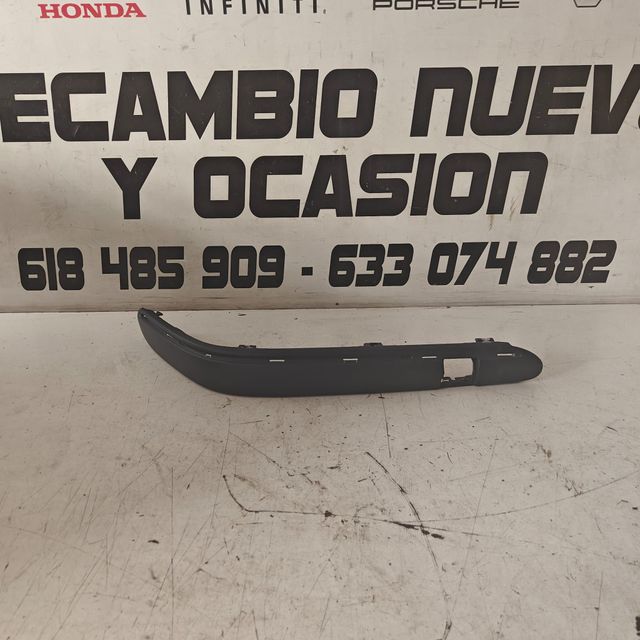 HONDA INFINITI PORSCHE
ECAMBIO NUEV
Y OCASION
618 485 909 - 633 074 882